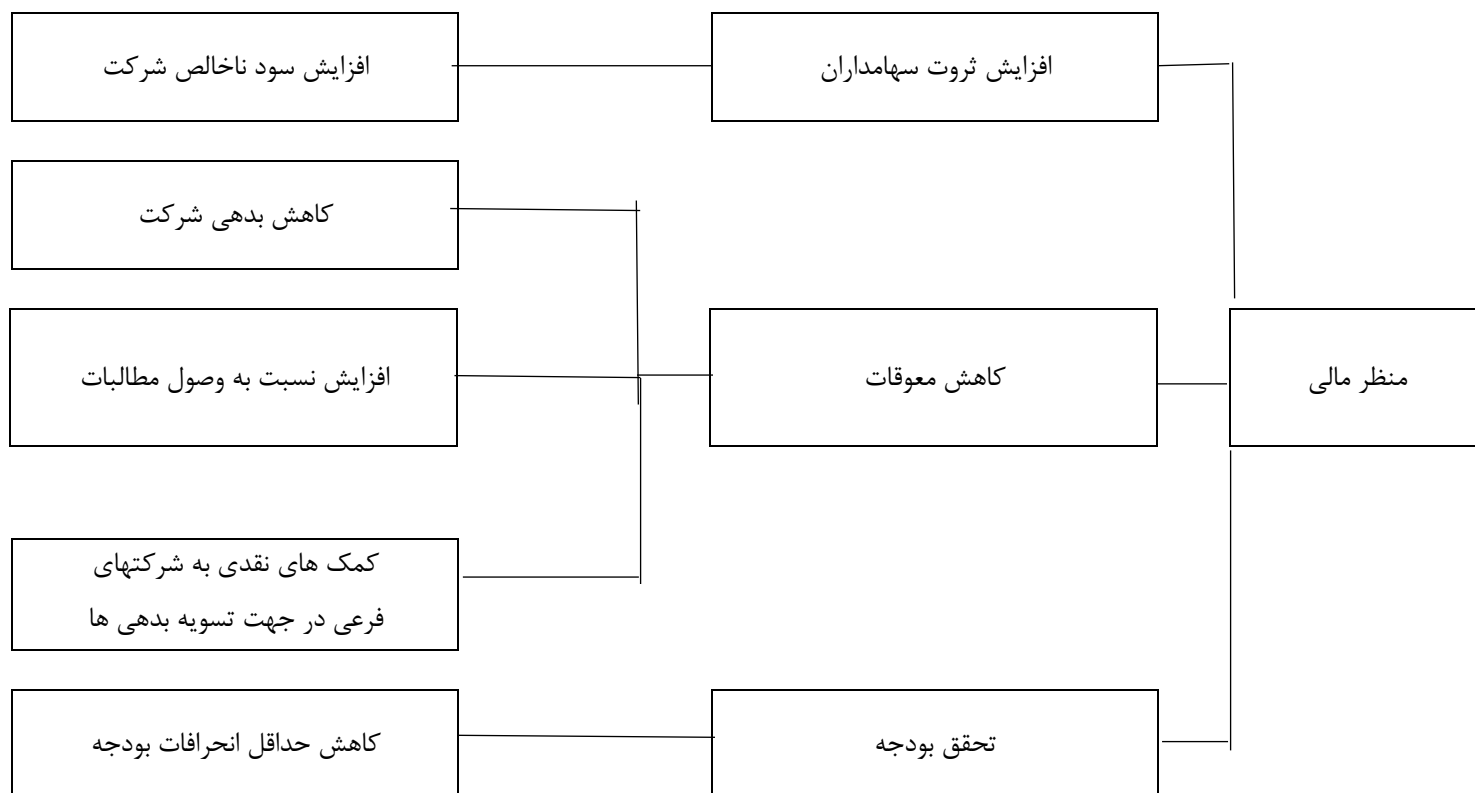 افزایش ثروت سهامداران
افزایش سود ناخالص شرکت
کاهش بدهی شرکت
منظر مالی
کاهش معوقات
افزایش نسبت به وصول مطالبات
کمک های نقدی به شرکتهای
فرعی در جهت تسویه بدهی ها
تحقق بودجه
کاهش حداقل انحرافات بودجه